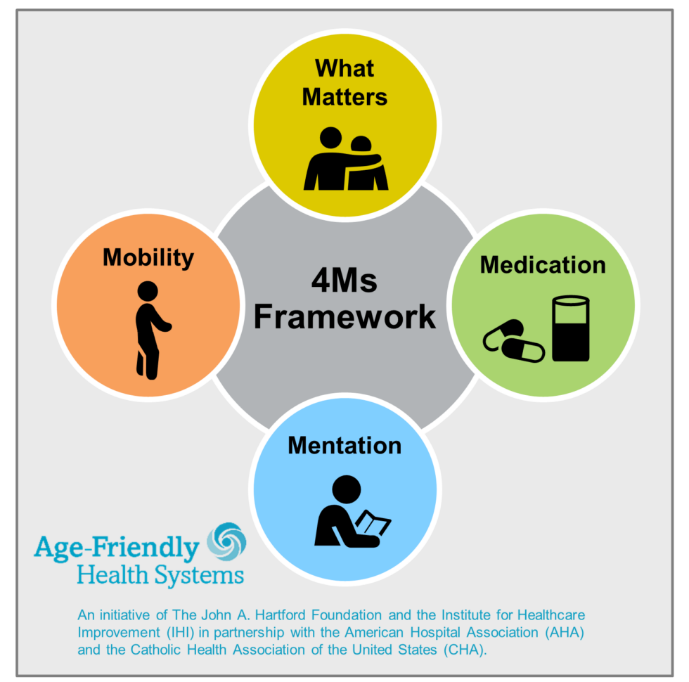 What
Matters
Mobility
Medication
4Ms
Framework
Mentation
Age-Friendly
Health Systems
An initiative of The John A. Hartford Foundation and the Institute for Healthcare
Improvement (IHI) in partnership with the American Hospital Association (AHA)
and the Catholic Health Association of the United States (CHA).